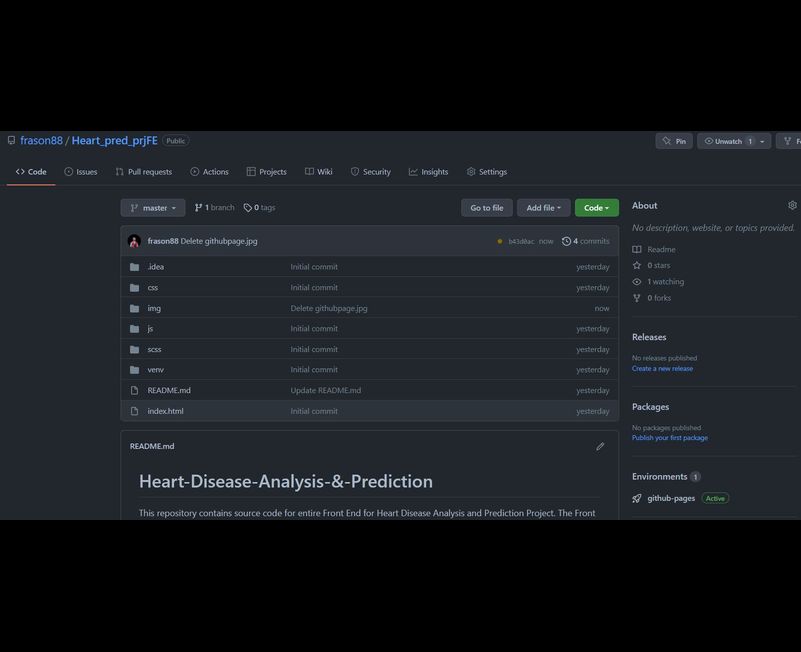 frason88 / Heart_pred_prjFE Public
Pin Unwatch 1
Code Issues Pull requests Actions Projects Wiki Security Insights Settings
master 1 branch 0 tags Go to file Add file Code
frason88 Delete githubpage.jpg b43d0ac now 4 commits
.idea Initial commit yesterday
css Initial commit yesterday
img Delete githubpage.jpg now
js Initial commit yesterday
scss Initial commit yesterday
venv Initial commit yesterday
README.md Update README.md yesterday
index.html Initial commit yesterday
README.md
Heart-Disease-Analysis-&-Prediction
This repository contains source code for entire Front End for Heart Disease Analysis and Prediction Project. The Front
About
No description, website, or topics provided.
Readme
0 stars
1 watching
0 forks
Releases
No releases published
Create a new release
Packages
No packages published
Publish your first package
Environments 1
github-pages Active